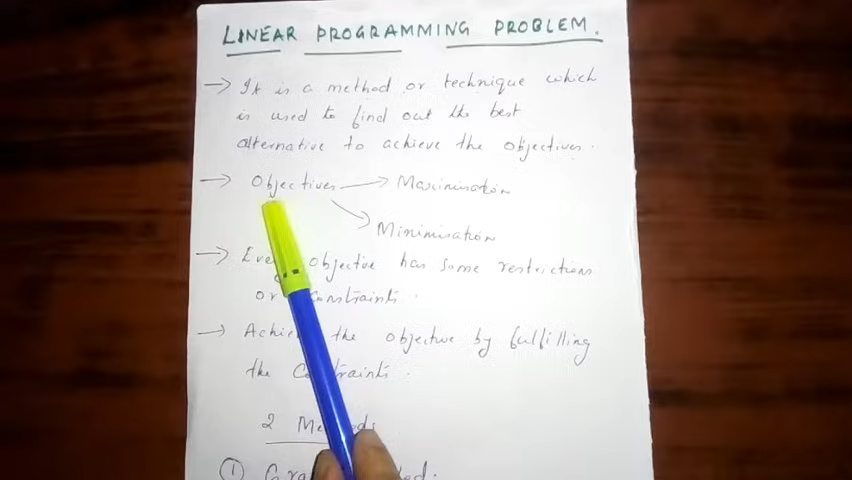 LINEAR PROGRAMMING PROBLEM.
→ It is a method or technique which
is used to find out the best
alternative to achieve the objectives.
→ Objectives → Maximisation
→ Minimisation
→ objective has some restrictions
or constraints.
→ the objective by fulfilling
the
2
①